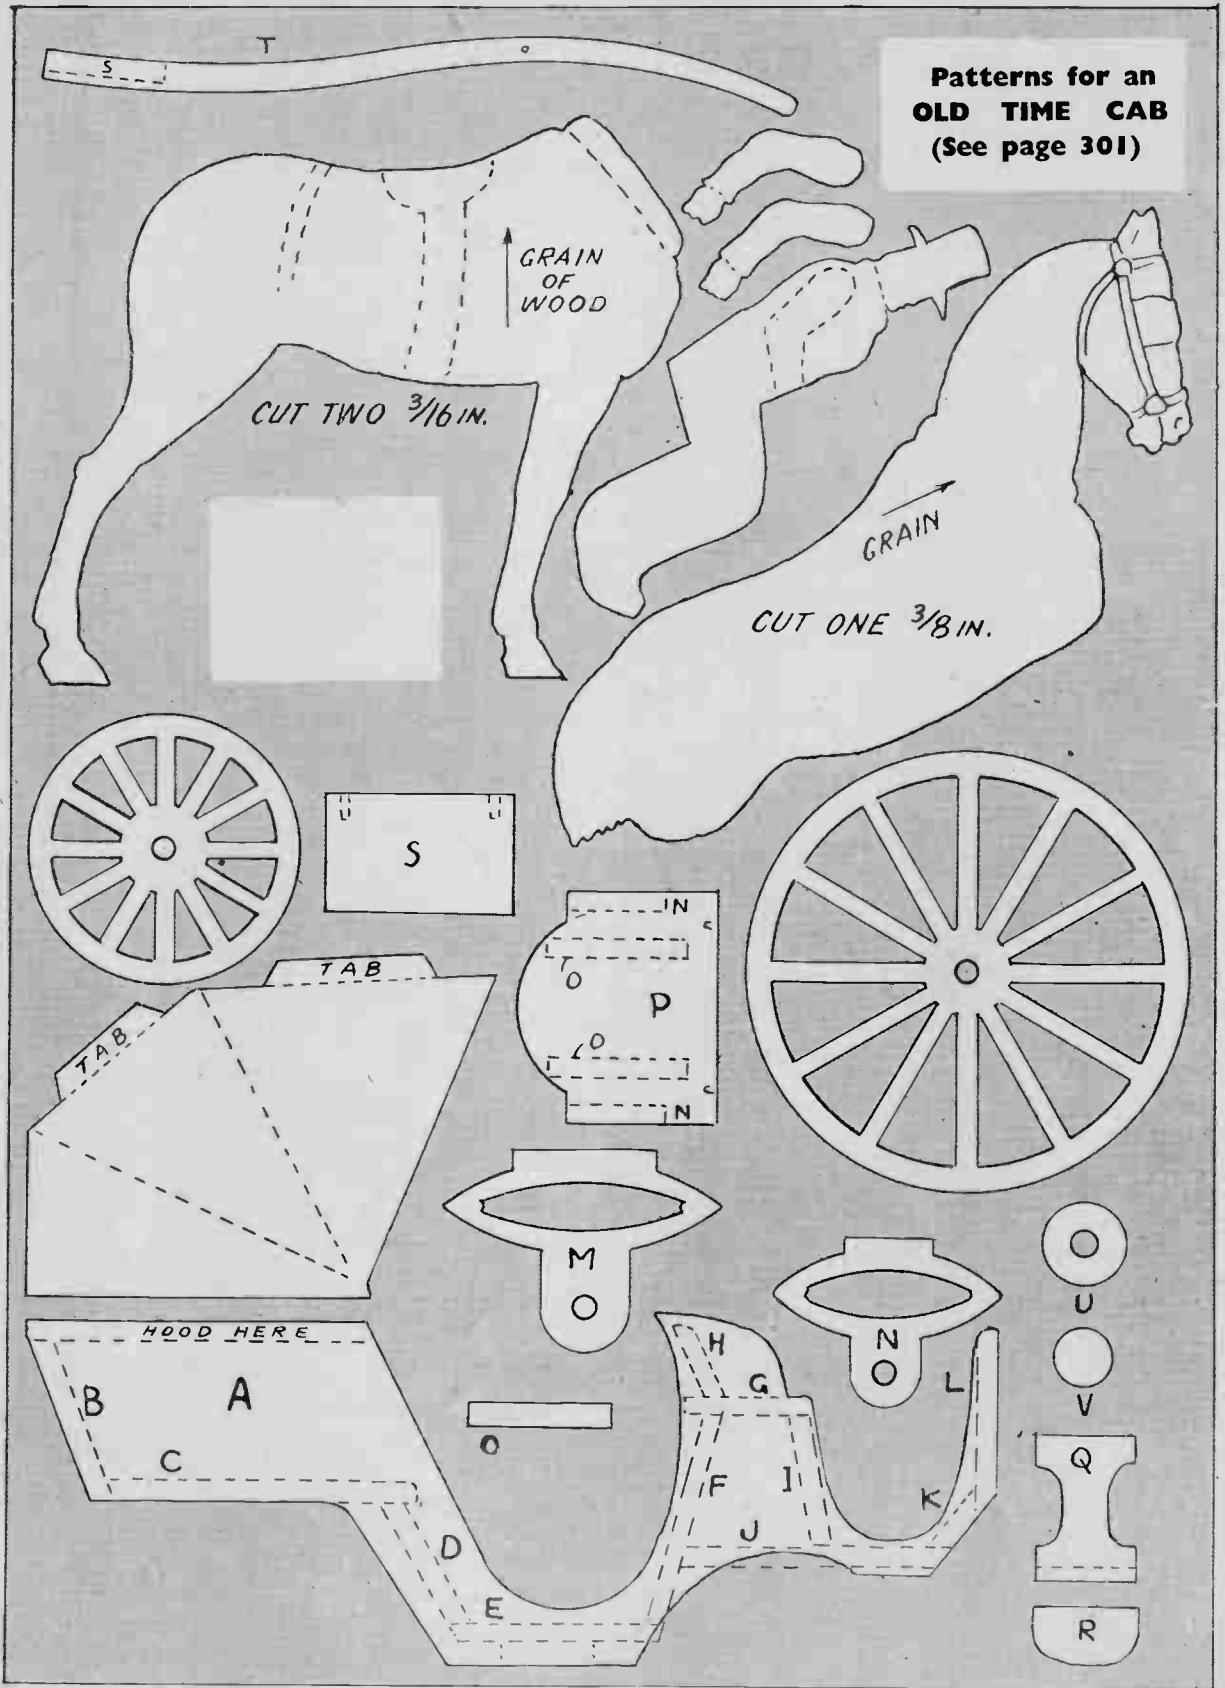 T
S
Patterns for an
OLD TIME CAB
(See page 301)
GRAIN
OF
WOOD
CUT TWO 3/16 IN.
GRAIN
CUT ONE 3/8 IN.
S
N
O
P
O
N
TAB
TAB
M
N
U
V
HOOD HERE
A
B
C
D
E
O
H
G
F
I
J
K
L
Q
R